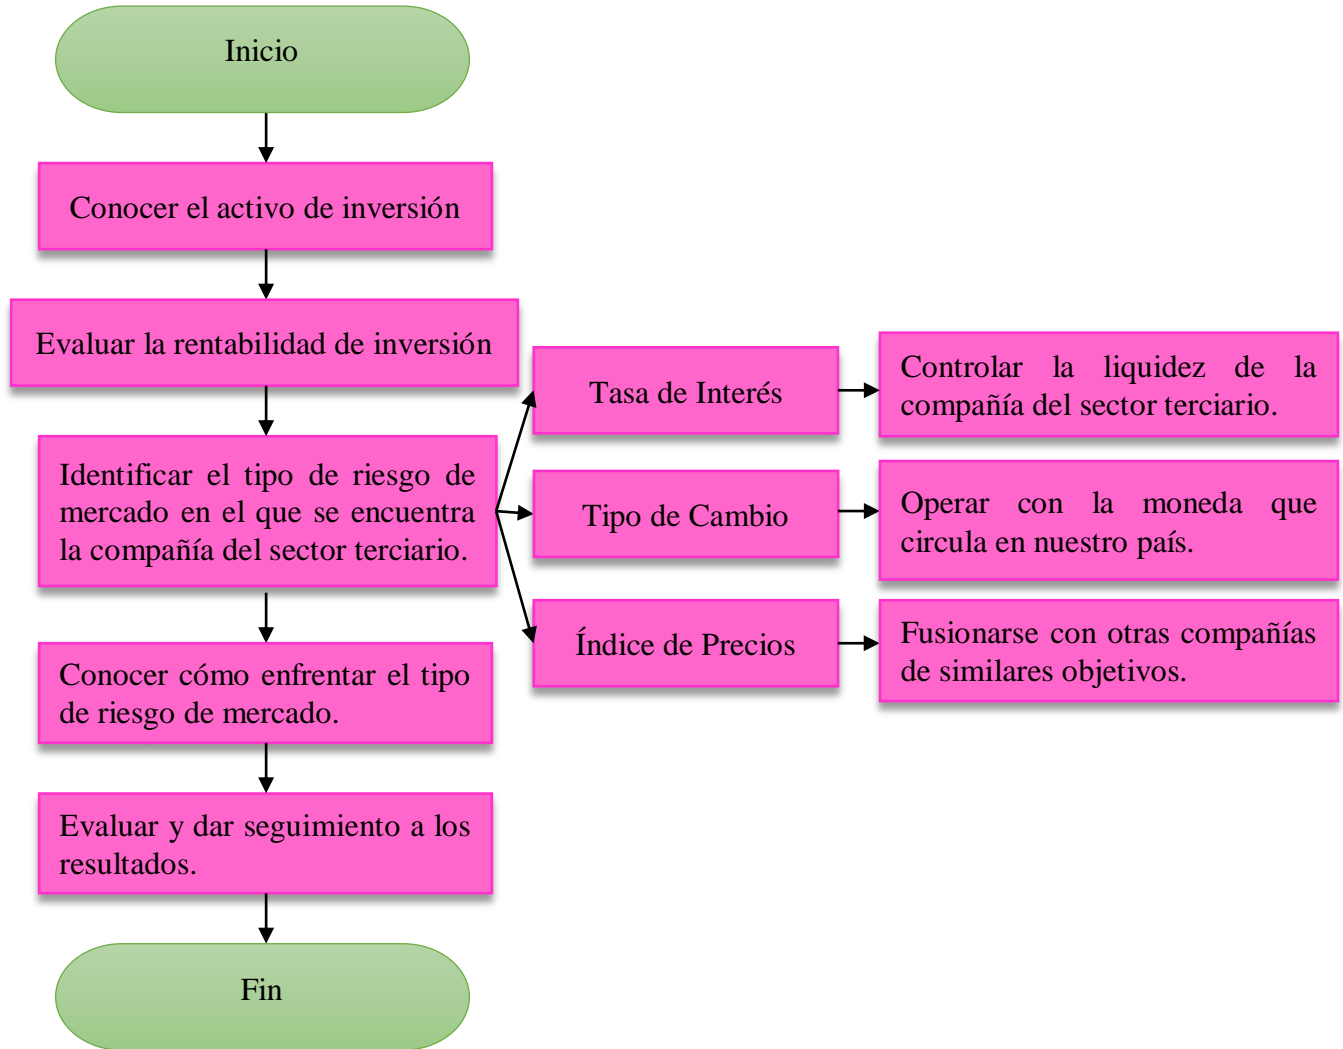 Inicio
Conocer el activo de inversión
Evaluar la rentabilidad de inversión
Identificar el tipo de riesgo de
mercado en el que se encuentra
la compañía del sector terciario.
Tasa de Interés
Controlar la liquidez de la
compañía del sector terciario.
Tipo de Cambio
Operar con la moneda que
circula en nuestro país.
Índice de Precios
Fusionarse con otras compañías
de similares objetivos.
Conocer cómo enfrentar el tipo
de riesgo de mercado.
Evaluar y dar seguimiento a los
resultados.
Fin